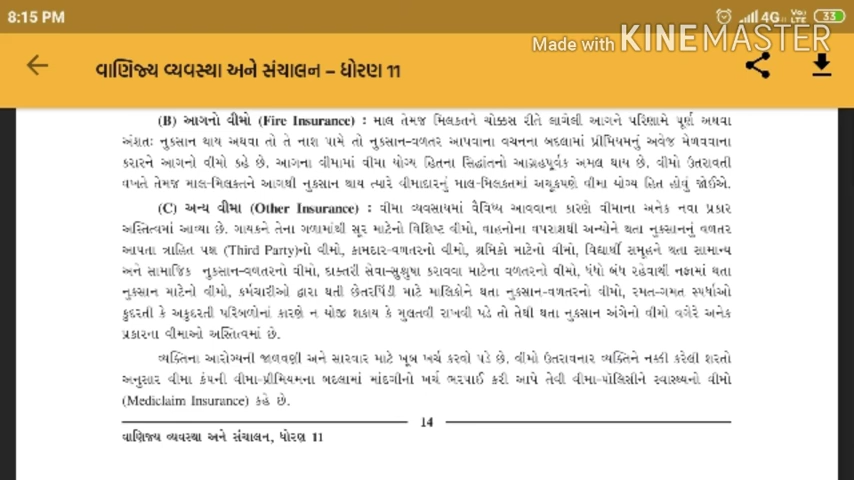 8:15 PM
4G VoLTE 33
Made with KINEMASTER
વાણિજ્ય વ્યવસ્થા અને સંચાલન – ધોરણ 11
(B) આગનો વીમો (Fire Insurance) : માલ તેમજ મિલકતને ચોક્કસ રીતે લાગેલી આગને પરિણામે પૂર્ણ અથવા
અંશતઃ નુકસાન થાય અથવા તો તે નાશ પામે તો નુકસાન-વળતર આપવાના વચનના બદલામાં પ્રીમિયમનું અવેજ મેળવવાના
કરારને આગનો વીમો કહે છે. આગના વીમામાં વીમા યોગ્ય હિતના સિદ્ધાંતનો આગ્રહપૂર્વક અમલ થાય છે. વીમો ઉતરાવતી
વખતે તેમજ માલ-મિલકતને આગથી નુકસાન થાય ત્યારે વીમાદારનું માલ-મિલકતમાં અચૂકપણે વીમા યોગ્ય હિત હોવું જોઈએ.
(C) અન્ય વીમા (Other Insurance) : વીમા વ્યવસાયમાં વૈવિધ્ય આવવાના કારણે વીમાના અનેક નવા પ્રકાર
અસ્તિત્વમાં આવ્યા છે. ગાયકને તેના ગળામાંથી સૂર માટેનો વિશિષ્ટ વીમો, વાહનોના વપરાશથી અન્યોને થતા નુકસાનનું વળતર
આપતા ત્રાહિત પક્ષ (Third Party)નો વીમો, કામદાર-વળતરનો વીમો, શ્રમિકો માટેનો વીમો, વિદ્યાર્થી સમૂહને થતા સામાન્ય
અને સામાજિક નુકસાન-વળતરનો વીમો, દાક્તરી સેવા-સુશ્રુષા કરાવવા માટેના વળતરનો વીમો, ધંધો બંધ રહેવાથી નફામાં થતા
નુકસાન માટેનો વીમો, કર્મચારીઓ દ્વારા થતી છેતરપિંડી માટે માલિકોને થતા નુકસાન-વળતરનો વીમો, રમત-ગમત સ્પર્ધાઓ
કુદરતી કે અકુદરતી પરિબળોનાં કારણે ન યોજી શકાય કે મુલતવી રાખવી પડે તો તેથી થતા નુકસાન અંગેનો વીમો વગેરે અનેક
પ્રકારના વીમાઓ અસ્તિત્વમાં છે.
વ્યક્તિના આરોગ્યની જાળવણી અને સારવાર માટે ખૂબ ખર્ચ કરવો પડે છે. વીમો ઉતરાવનાર વ્યક્તિને નક્કી કરેલી શરતો
અનુસાર વીમા કંપની વીમા-પ્રીમિયમના બદલામાં માંદગીનો ખર્ચ ભરપાઈ કરી આપે તેવી વીમા-પૉલિસીને સ્વાસ્થ્યનો વીમો
(Mediclaim Insurance) કહે છે.
14
વાણિજ્ય વ્યવસ્થા અને સંચાલન, ધોરણ 11